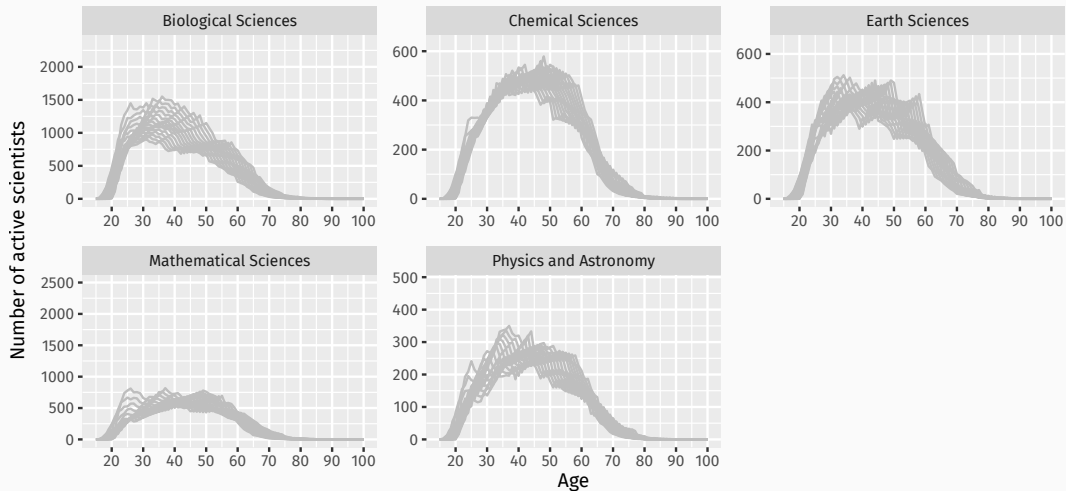 Biological Sciences
Chemical Sciences
Earth Sciences
2000
1500
1000
500
0
20 30 40 50 60 70 80 90 100
600
400
200
0
20 30 40 50 60 70 80 90 100
600
400
200
0
20 30 40 50 60 70 80 90 100
Number of active scientists
Mathematical Sciences
Physics and Astronomy
2500
2000
1500
1000
500
0
20 30 40 50 60 70 80 90 100
500
400
300
200
100
0
20 30 40 50 60 70 80 90 100
Age